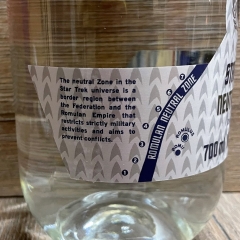 The neutral Zone in the
Star Trek universe is a
border region between
the Federation and the
Romulan Empire that
restricts strictly military
activities and aims to
prevent conflicts.
ROMULAN NEUTRAL ZONE
ROMULUS
700 m